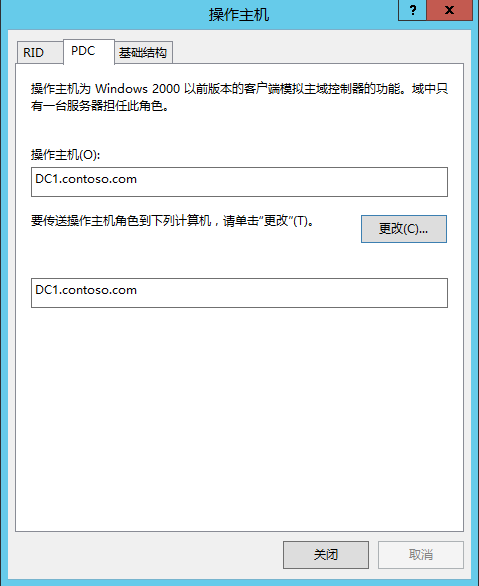 操作主机
?
x
RID
PDC
基础结构
操作主机为 Windows 2000 以前版本的客户端模拟主域控制器的功能。域中只
有一台服务器担任此角色。
操作主机(O):
DC1.contoso.com
要传送操作主机角色到下列计算机，请单击"更改"(T)。
更改(C)...
DC1.contoso.com
关闭
取消